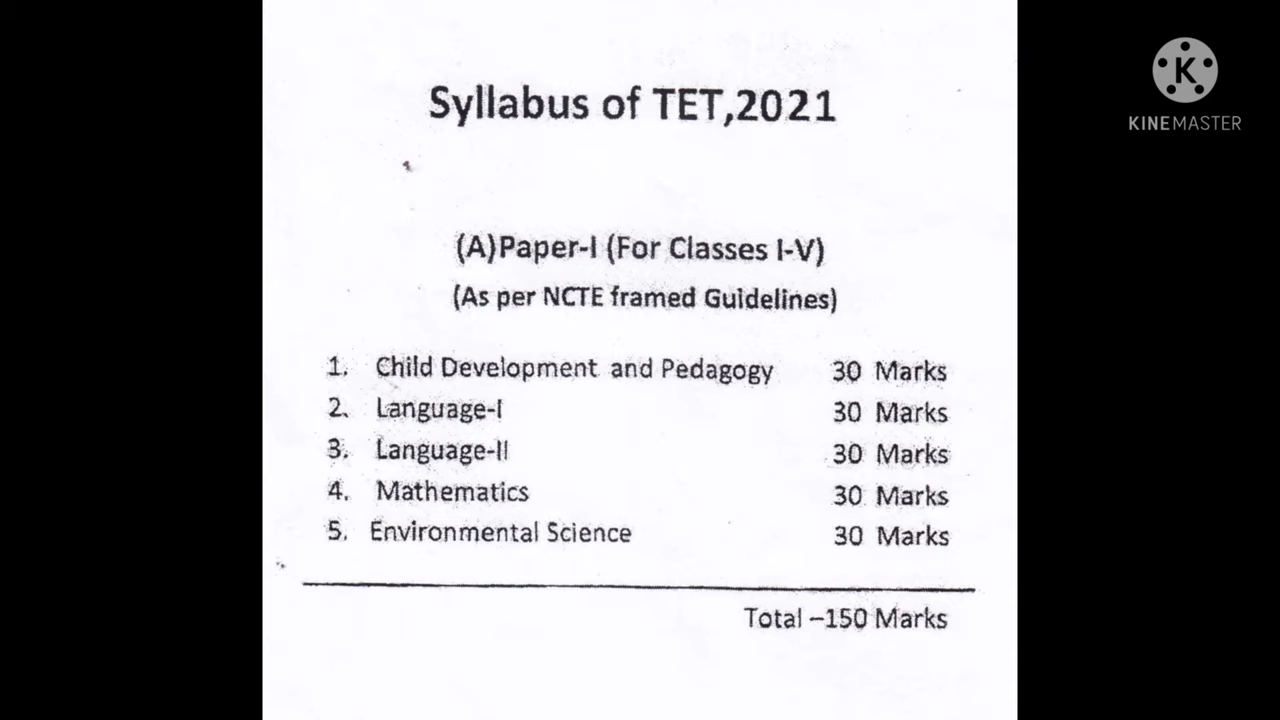 Syllabus of TET,2021
(A)Paper-I (For Classes I-V)
(As per NCTE framed Guidelines)
1. Child Development and Pedagogy 30 Marks
2. Language-I 30 Marks
3. Language-II 30 Marks
4. Mathematics 30 Marks
5. Environmental Science 30 Marks
Total –150 Marks
K
KINEMASTER